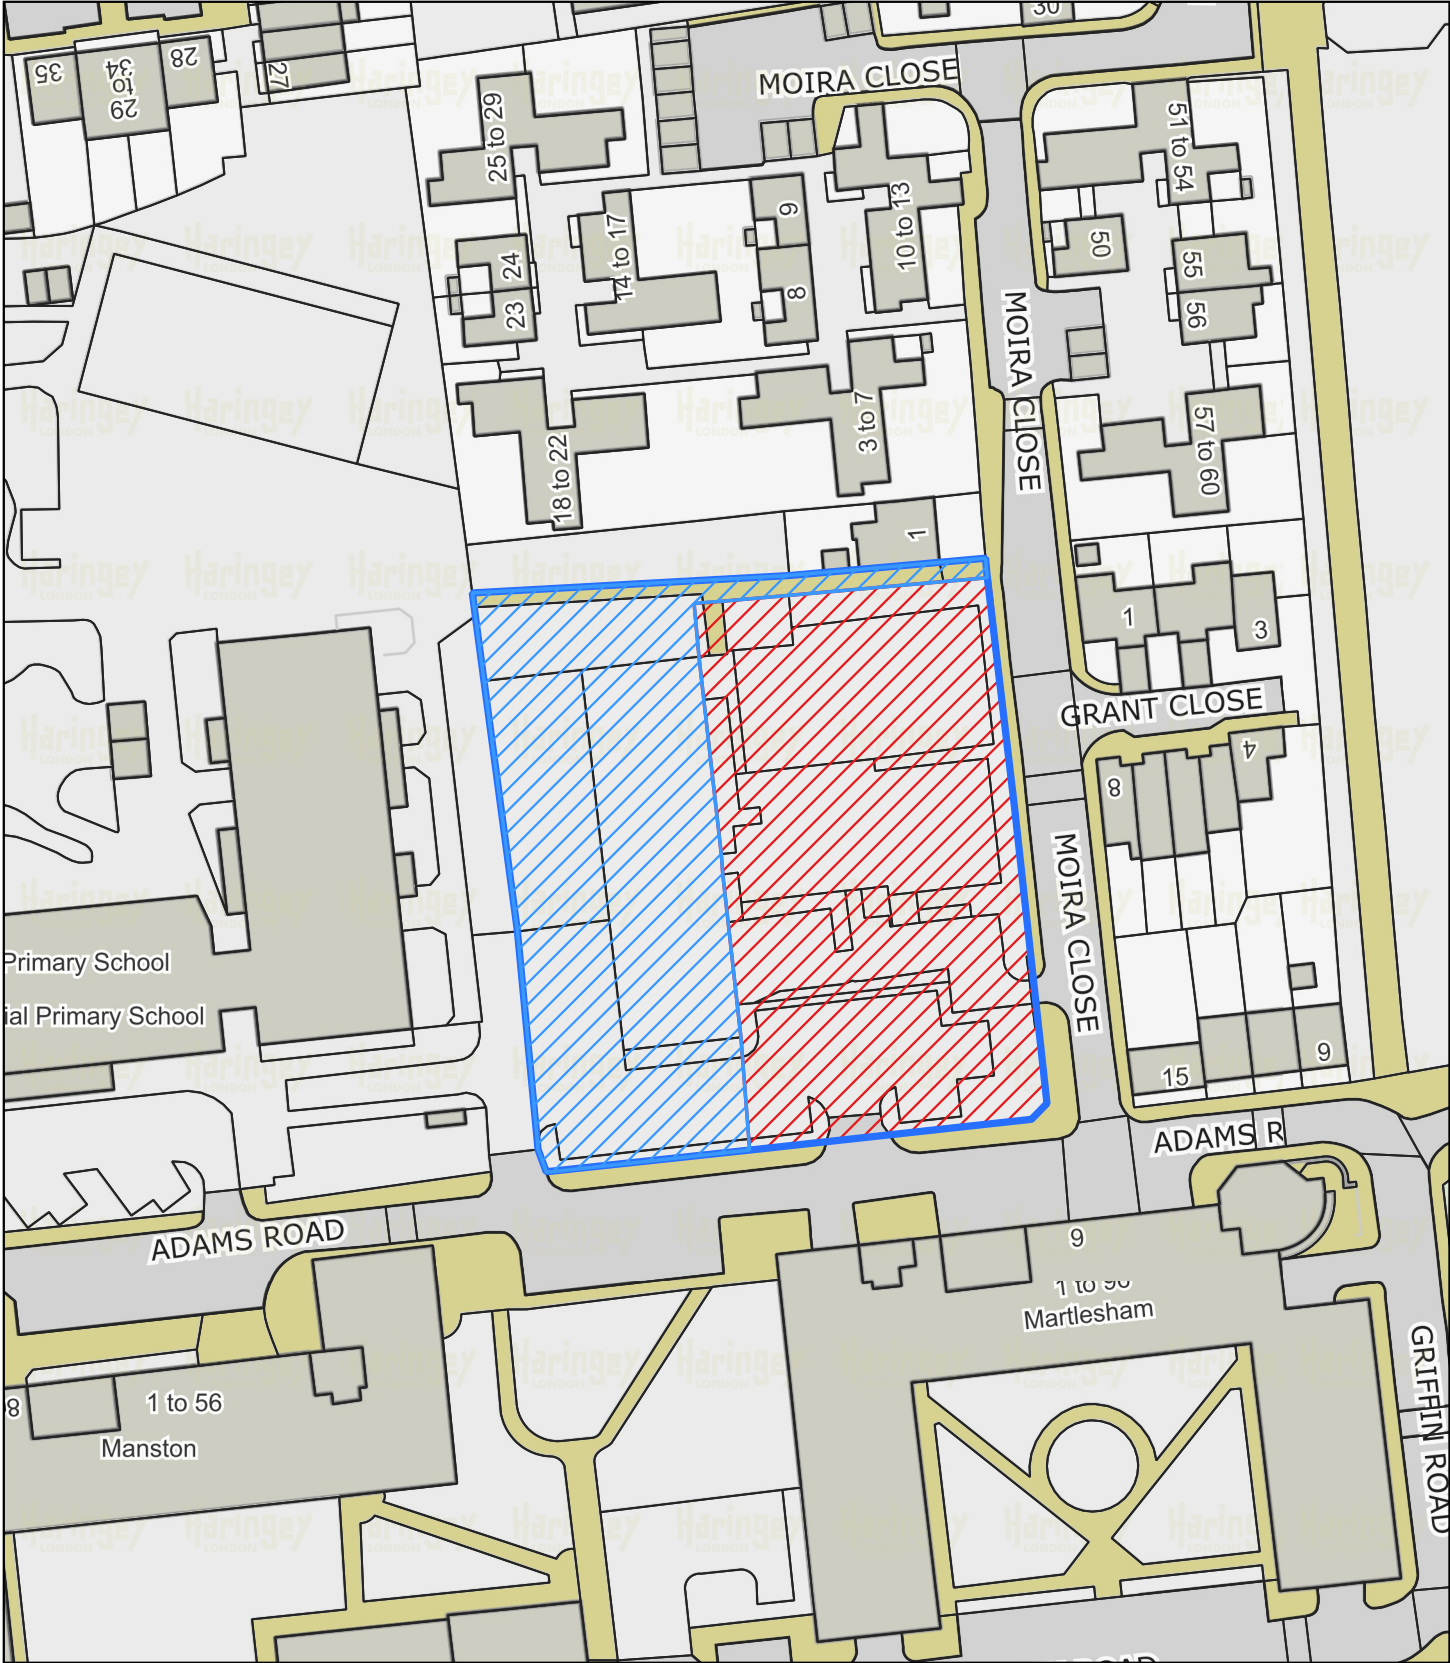 30
35
29
to
34
28
27
MOIRA CLOSE
25 to 29
51 to 54
9
10 to 13
14 to 17
50
24
55
8
23
56
MOIRA CLOSE
3 to 7
57 to 60
18 to 22
1
1
3
GRANT CLOSE
4
8
MOIRA CLOSE
Primary School
ial Primary School
15
9
ADAMS R
ADAMS ROAD
9
Martlesham
1 to 56
Manston
8
GRIFFIN ROAD
Haringey
LONDON